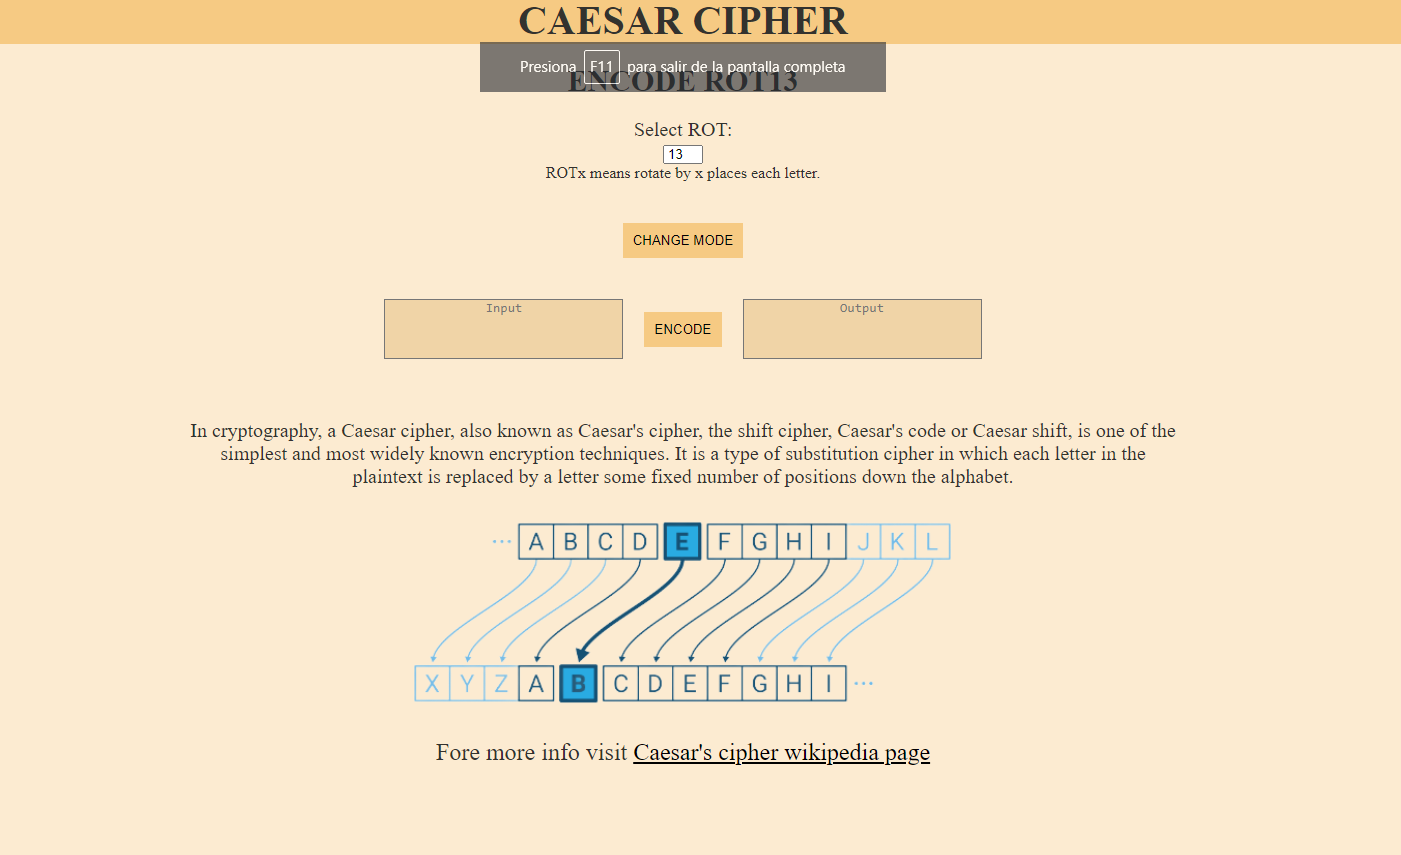 CAESAR CIPHER
Presiona F11 para salir de la pantalla completa
ENCODE ROT13
Select ROT:
13
ROTx means rotate by x places each letter.
CHANGE MODE
Input
ENCODE
Output
In cryptography, a Caesar cipher, also known as Caesar's cipher, the shift cipher, Caesar's code or Caesar shift, is one of the
simplest and most widely known encryption techniques. It is a type of substitution cipher in which each letter in the
plaintext is replaced by a letter some fixed number of positions down the alphabet.
... A B C D E F G H I J K L
X Y Z A B C D E F G H I ...
Fore more info visit Caesar's cipher wikipedia page